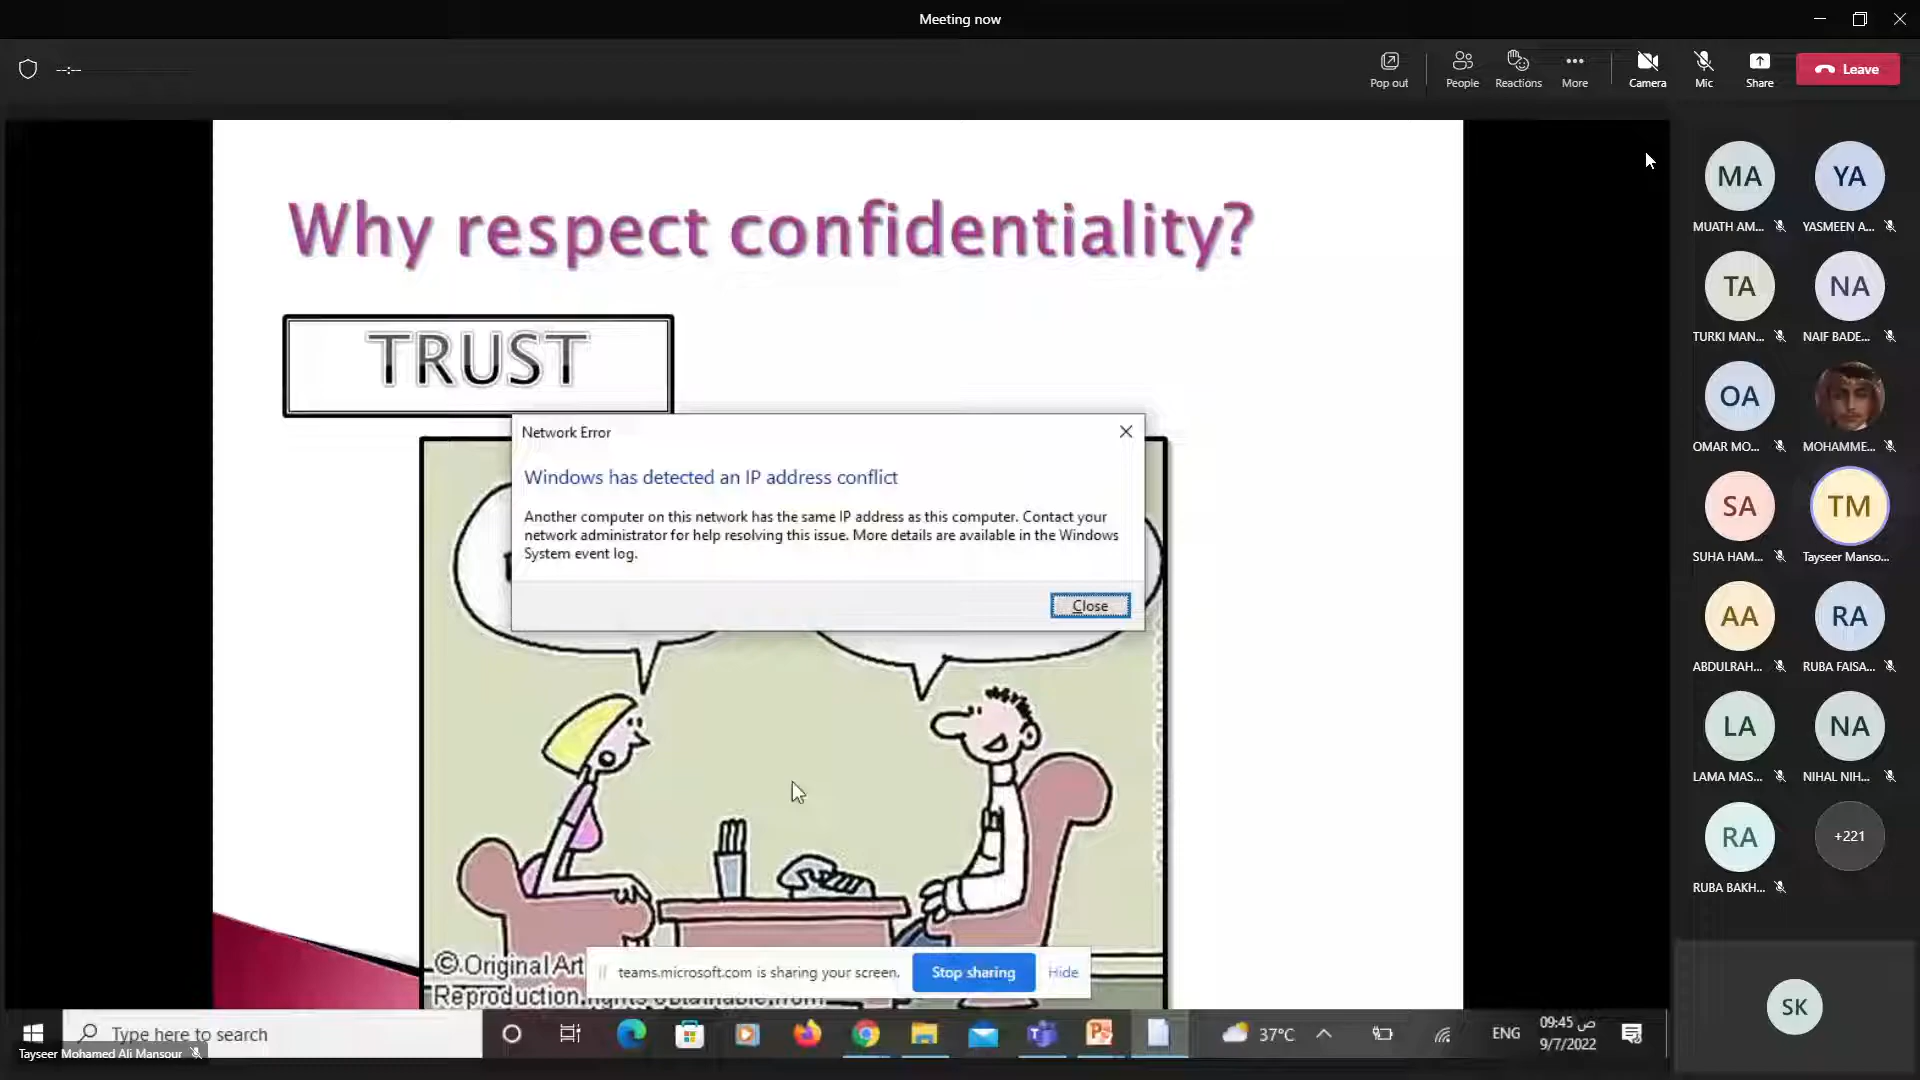 Meeting now
--:--
Pop out
People
Reactions
More
Camera
Mic
Share
Leave
Why respect confidentiality?
TRUST
Network Error
Windows has detected an IP address conflict
Another computer on this network has the same IP address as this computer. Contact your
network administrator for help resolving this issue. More details are available in the Windows
System event log.
Close
© Original Art
Reproduction rights obtainable from
teams.microsoft.com is sharing your screen.
Stop sharing
Hide
Type here to search
Tayseer Mohamed Ali Mansour
37°C
ENG
09:45 ص
9/7/2022
MA
MUATH AM...
YA
YASMEEN A...
TA
TURKI MAN...
NA
NAIF BADE...
OA
OMAR MO...
MOHAMME...
SA
SUHA HAM...
TM
Tayseer Manso...
AA
ABDULRAH...
RA
RUBA FAISA...
LA
LAMA MAS...
NA
NIHAL NIH...
RA
RUBA BAKH...
+221
SK